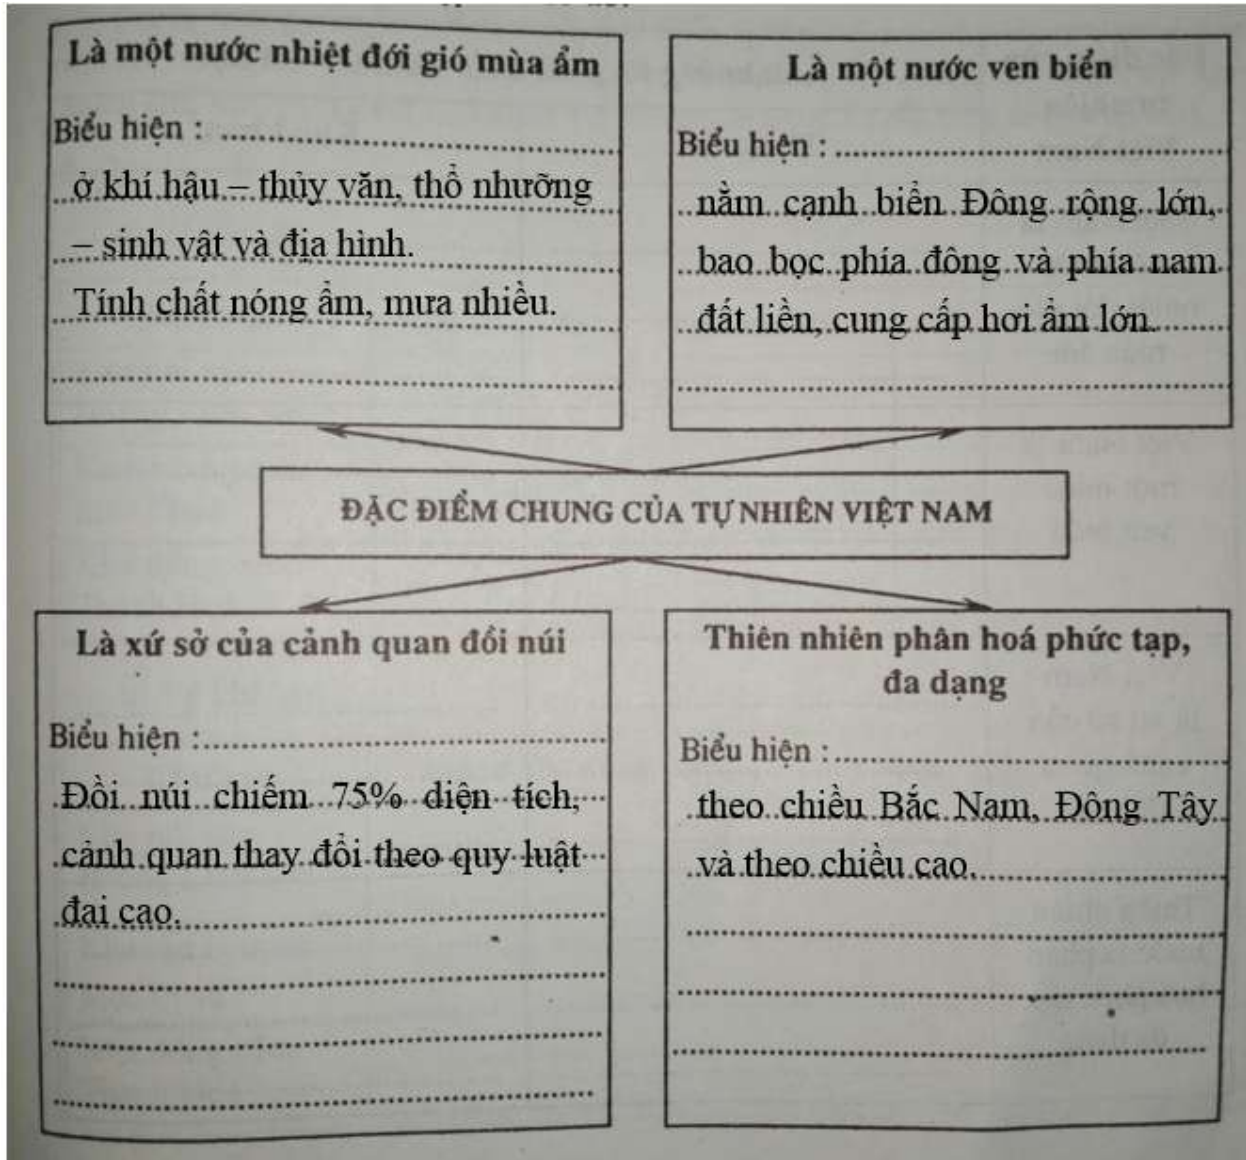 Là một nước nhiệt đới gió mùa ẩm
Biểu hiện :
ở khí hậu – thủy văn, thổ nhưỡng
– sinh vật và địa hình.
Tính chất nóng ẩm, mưa nhiều.
Là một nước ven biển
Biểu hiện :
nằm cạnh biển Đông rộng lớn,
bao bọc phía đông và phía nam
đất liền, cung cấp hơi ẩm lớn.
ĐẶC ĐIỂM CHUNG CỦA TỰ NHIÊN VIỆT NAM
Là xứ sở của cảnh quan đồi núi
Biểu hiện :
Đồi núi chiếm 75% diện tích,
cảnh quan thay đổi theo quy luật
đai cao.
Thiên nhiên phân hoá phức tạp,
đa dạng
Biểu hiện :
theo chiều Bắc Nam, Đông Tây
và theo chiều cao.